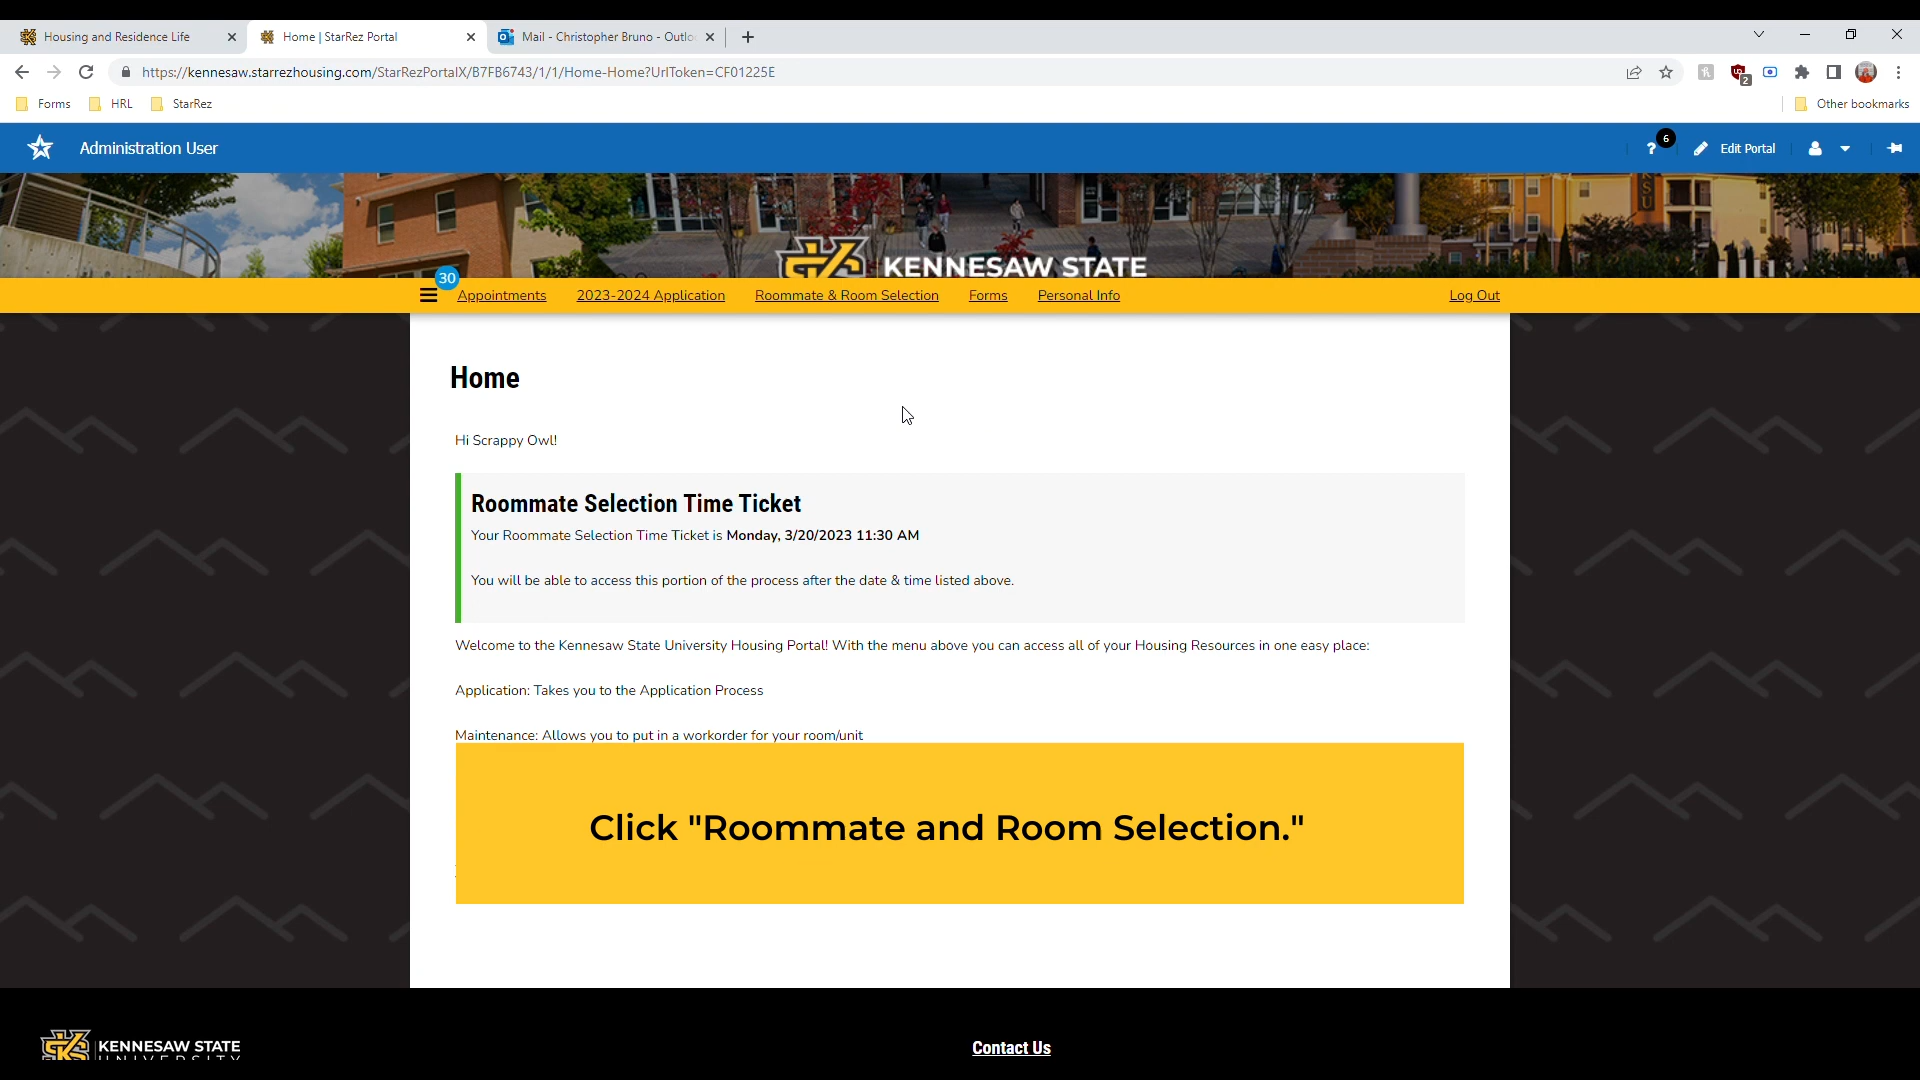 Housing and Residence Life
Home | StarRez Portal
Mail - Christopher Bruno - Outlo
https://kennesaw.starrezhousing.com/StarRezPortalX/B7FB6743/1/1/Home-Home?UrlToken=CF01225E
2
Forms
HRL
StarRez
Other bookmarks
Administration User
?
6
Edit Portal
KENNESAW STATE
30
Appointments
2023-2024 Application
Roommate & Room Selection
Forms
Personal Info
Log Out
Home
Hi Scrappy Owl!
Roommate Selection Time Ticket
Your Roommate Selection Time Ticket is Monday, 3/20/2023 11:30 AM
You will be able to access this portion of the process after the date & time listed above.
Welcome to the Kennesaw State University Housing Portal! With the menu above you can access all of your Housing Resources in one easy place:
Application: Takes you to the Application Process
Maintenance: Allows you to put in a workorder for your room/unit
Click "Roommate and Room Selection."
KENNESAW STATE
UNIVERSITY
Contact Us